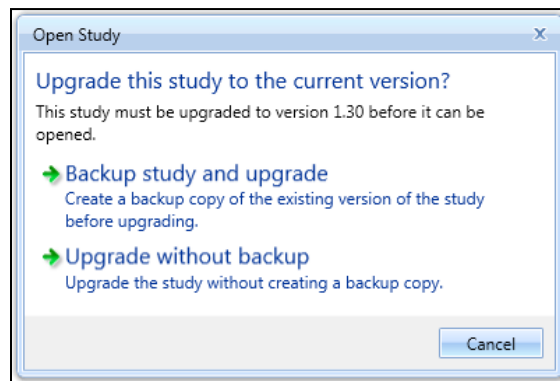 Open Study
Upgrade this study to the current version?
This study must be upgraded to version 1.30 before it can be
opened.
Backup study and upgrade
Create a backup copy of the existing version of the study
before upgrading.
Upgrade without backup
Upgrade the study without creating a backup copy.
Cancel